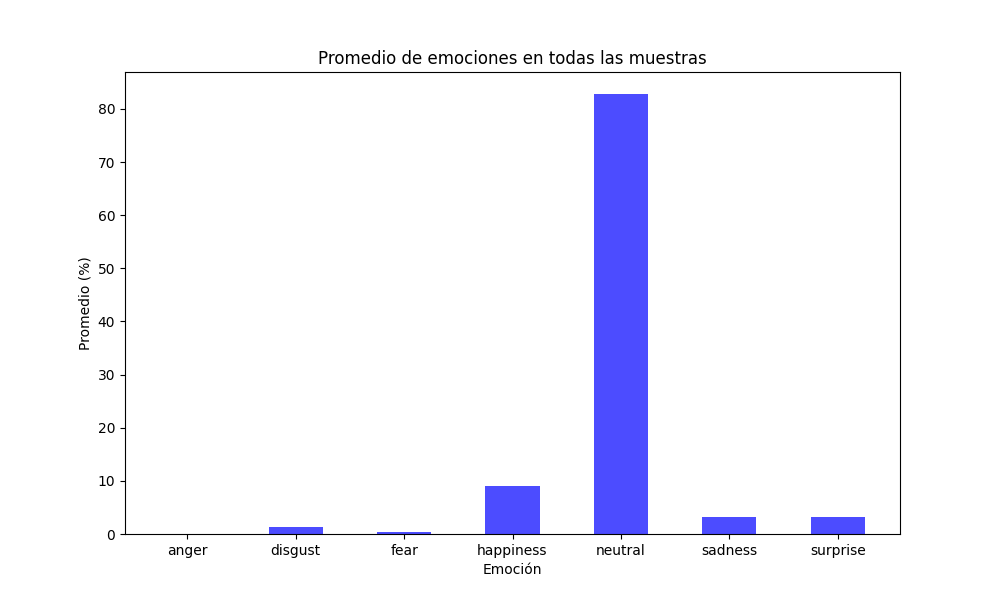 Promedio de emociones en todas las muestras
Promedio (%)
80
70
60
50
40
30
20
10
0
anger disgust fear happiness neutral sadness surprise
Emoción